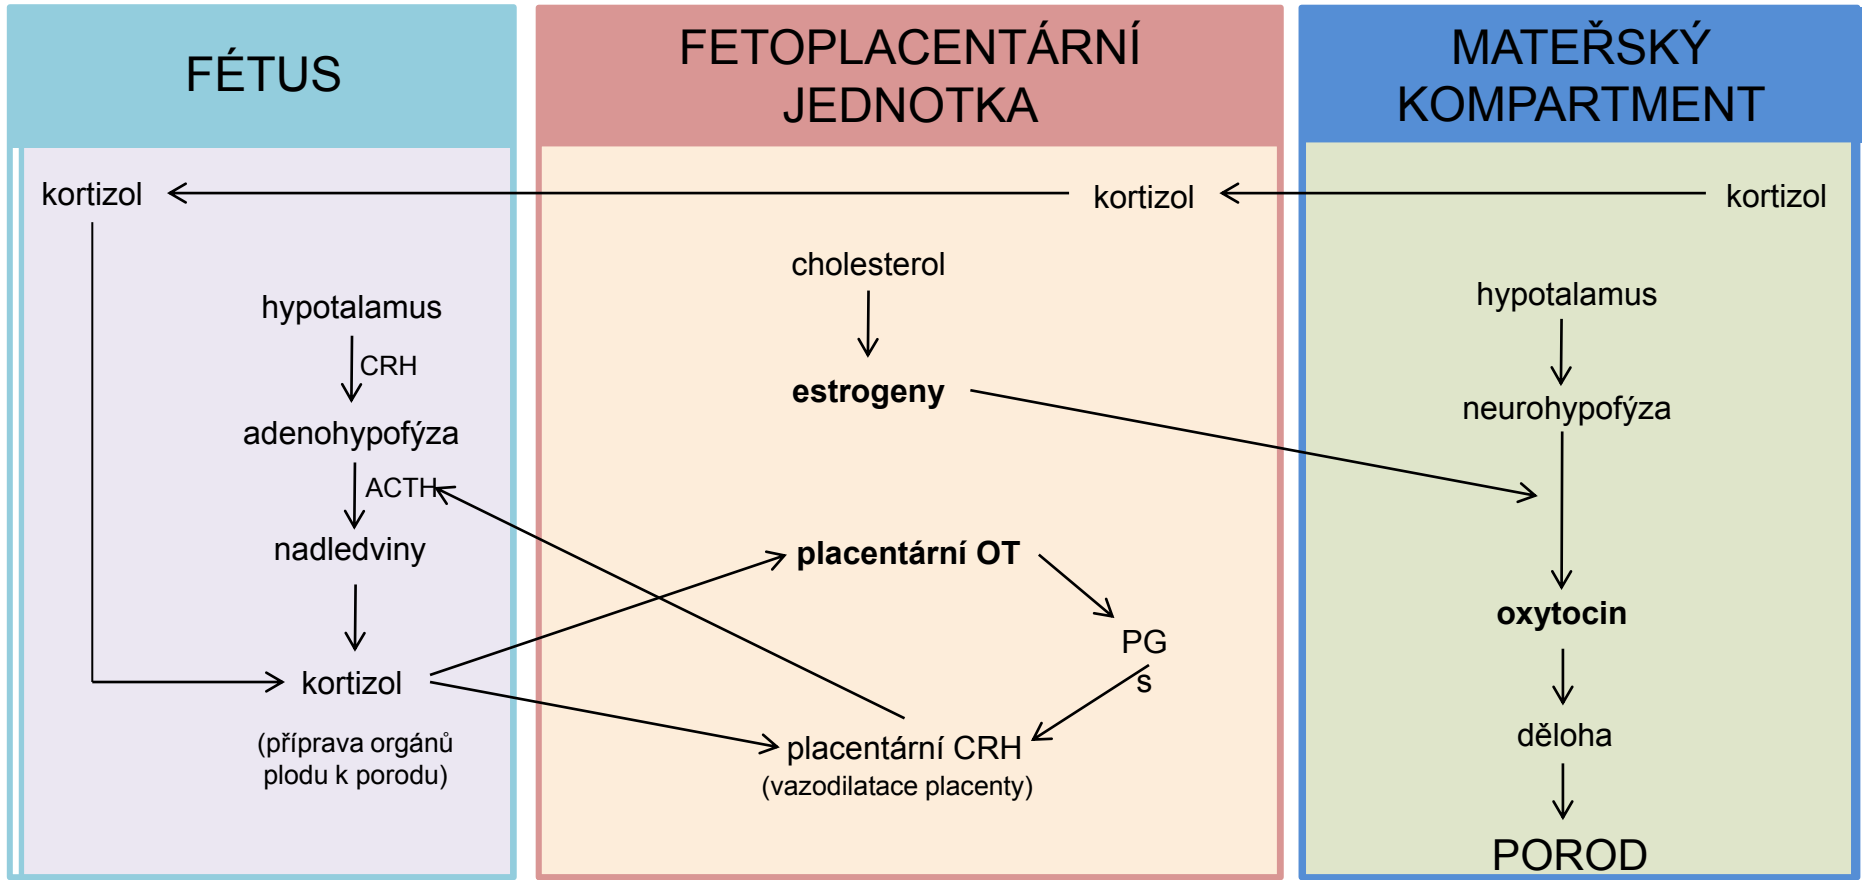 FÉTUS
kortizol
hypotalamus
CRH
adenohypofýza
ACTH
nadledviny
kortizol
(příprava orgánů
plodu k porodu)
FETOPLACENTÁRNÍ
JEDNOTKA
kortizol
cholesterol
estrogeny
placentární OT
PG
s
placentární CRH
(vazodilatace placenty)
MATEŘSKÝ
KOMPARTMENT
kortizol
hypotalamus
neurohypofýza
oxytocin
děloha
POROD